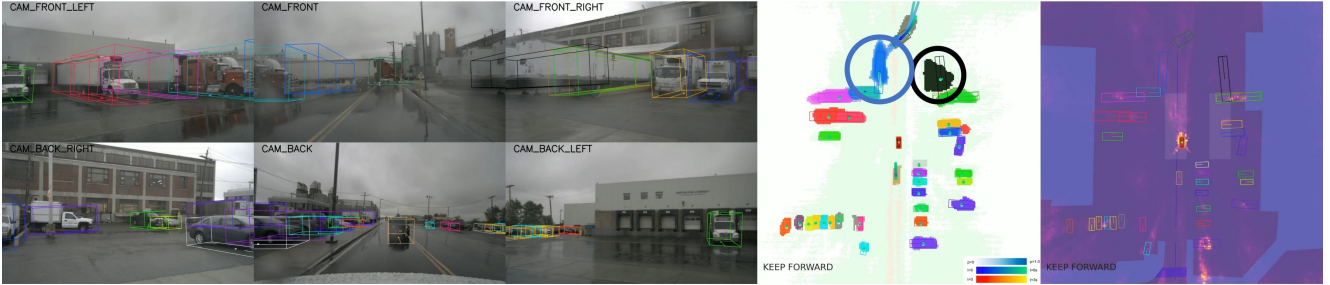 CAM_FRONT_LEFT
CAM_FRONT
CAM_FRONT_RIGHT
CAM_BACK_RIGHT
CAM_BACK
CAM_BACK_LEFT
KEEP FORWARD
KEEP FORWARD